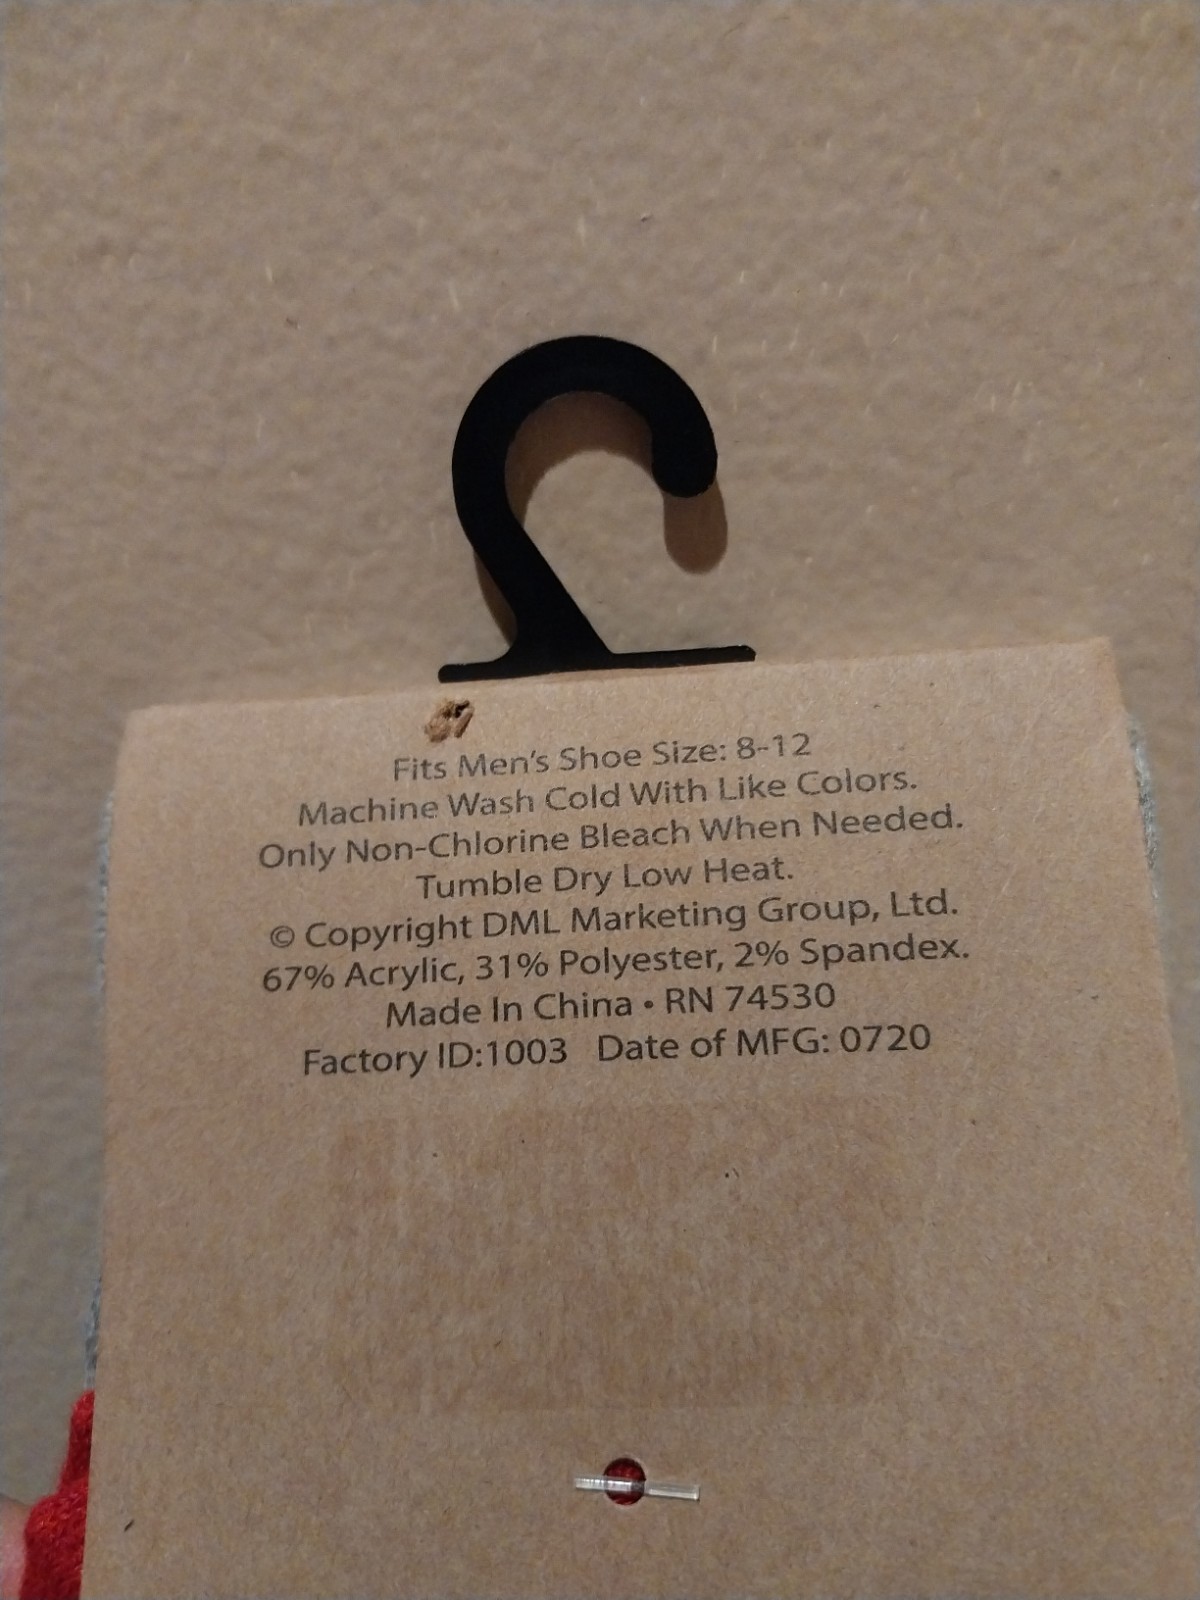 Fits Men's Shoe Size: 8-12
Machine Wash Cold With Like Colors.
Only Non-Chlorine Bleach When Needed.
Tumble Dry Low Heat.
© Copyright DML Marketing Group, Ltd.
67% Acrylic, 31% Polyester, 2% Spandex.
Made In China • RN 74530
Factory ID:1003 Date of MFG: 0720